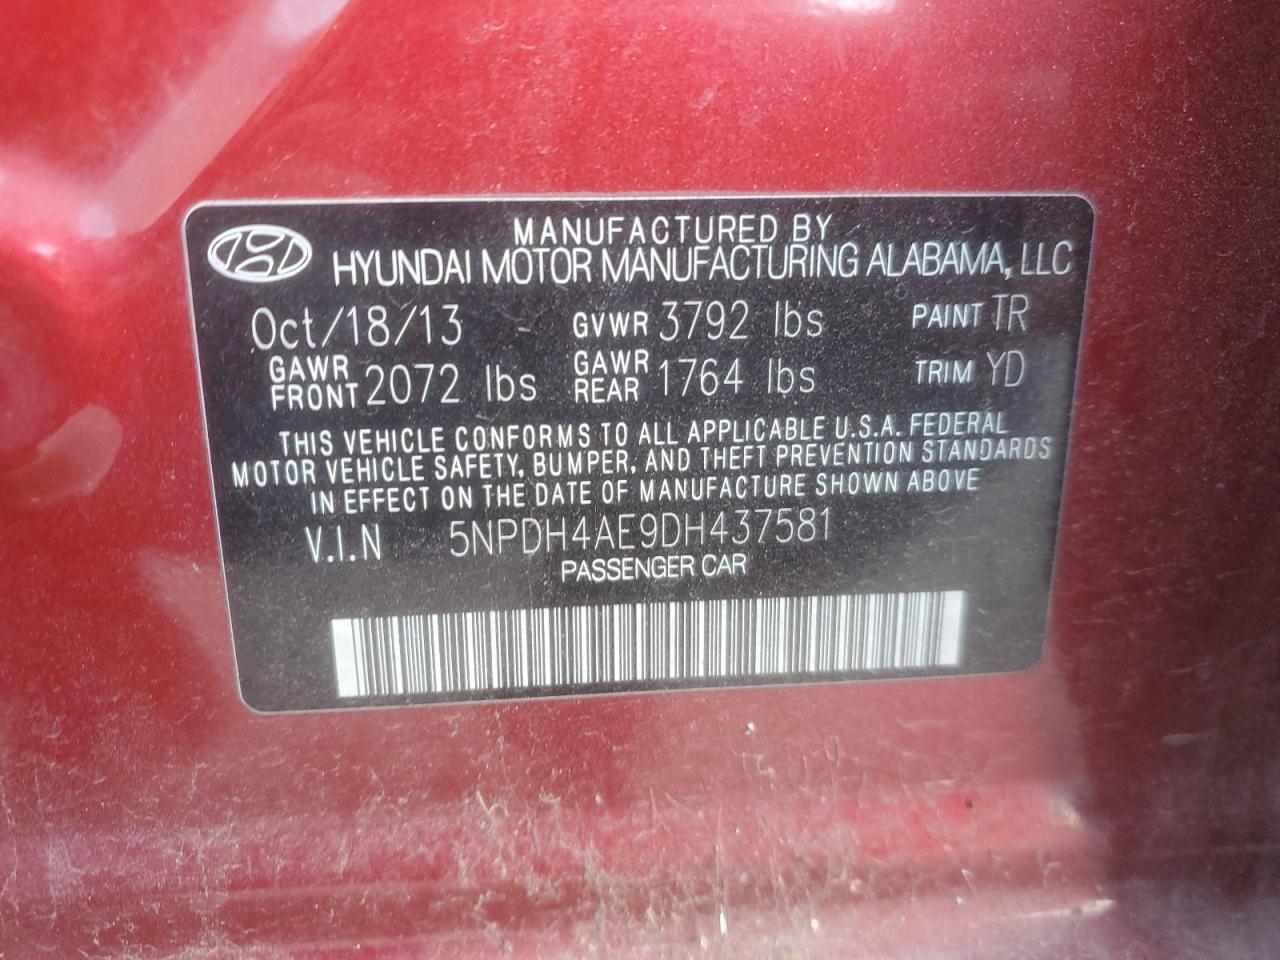 MANUFACTURED BY
HYUNDAI MOTOR MANUFACTURING ALABAMA, LLC
Oct/18/13 GVWR 3792 lbs PAINT TR
GAWR FRONT 2072 lbs GAWR REAR 1764 lbs TRIM YD
THIS VEHICLE CONFORMS TO ALL APPLICABLE U.S.A. FEDERAL
MOTOR VEHICLE SAFETY, BUMPER, AND THEFT PREVENTION STANDARDS
IN EFFECT ON THE DATE OF MANUFACTURE SHOWN ABOVE
V.I.N 5NPDH4AE9DH437581
PASSENGER CAR